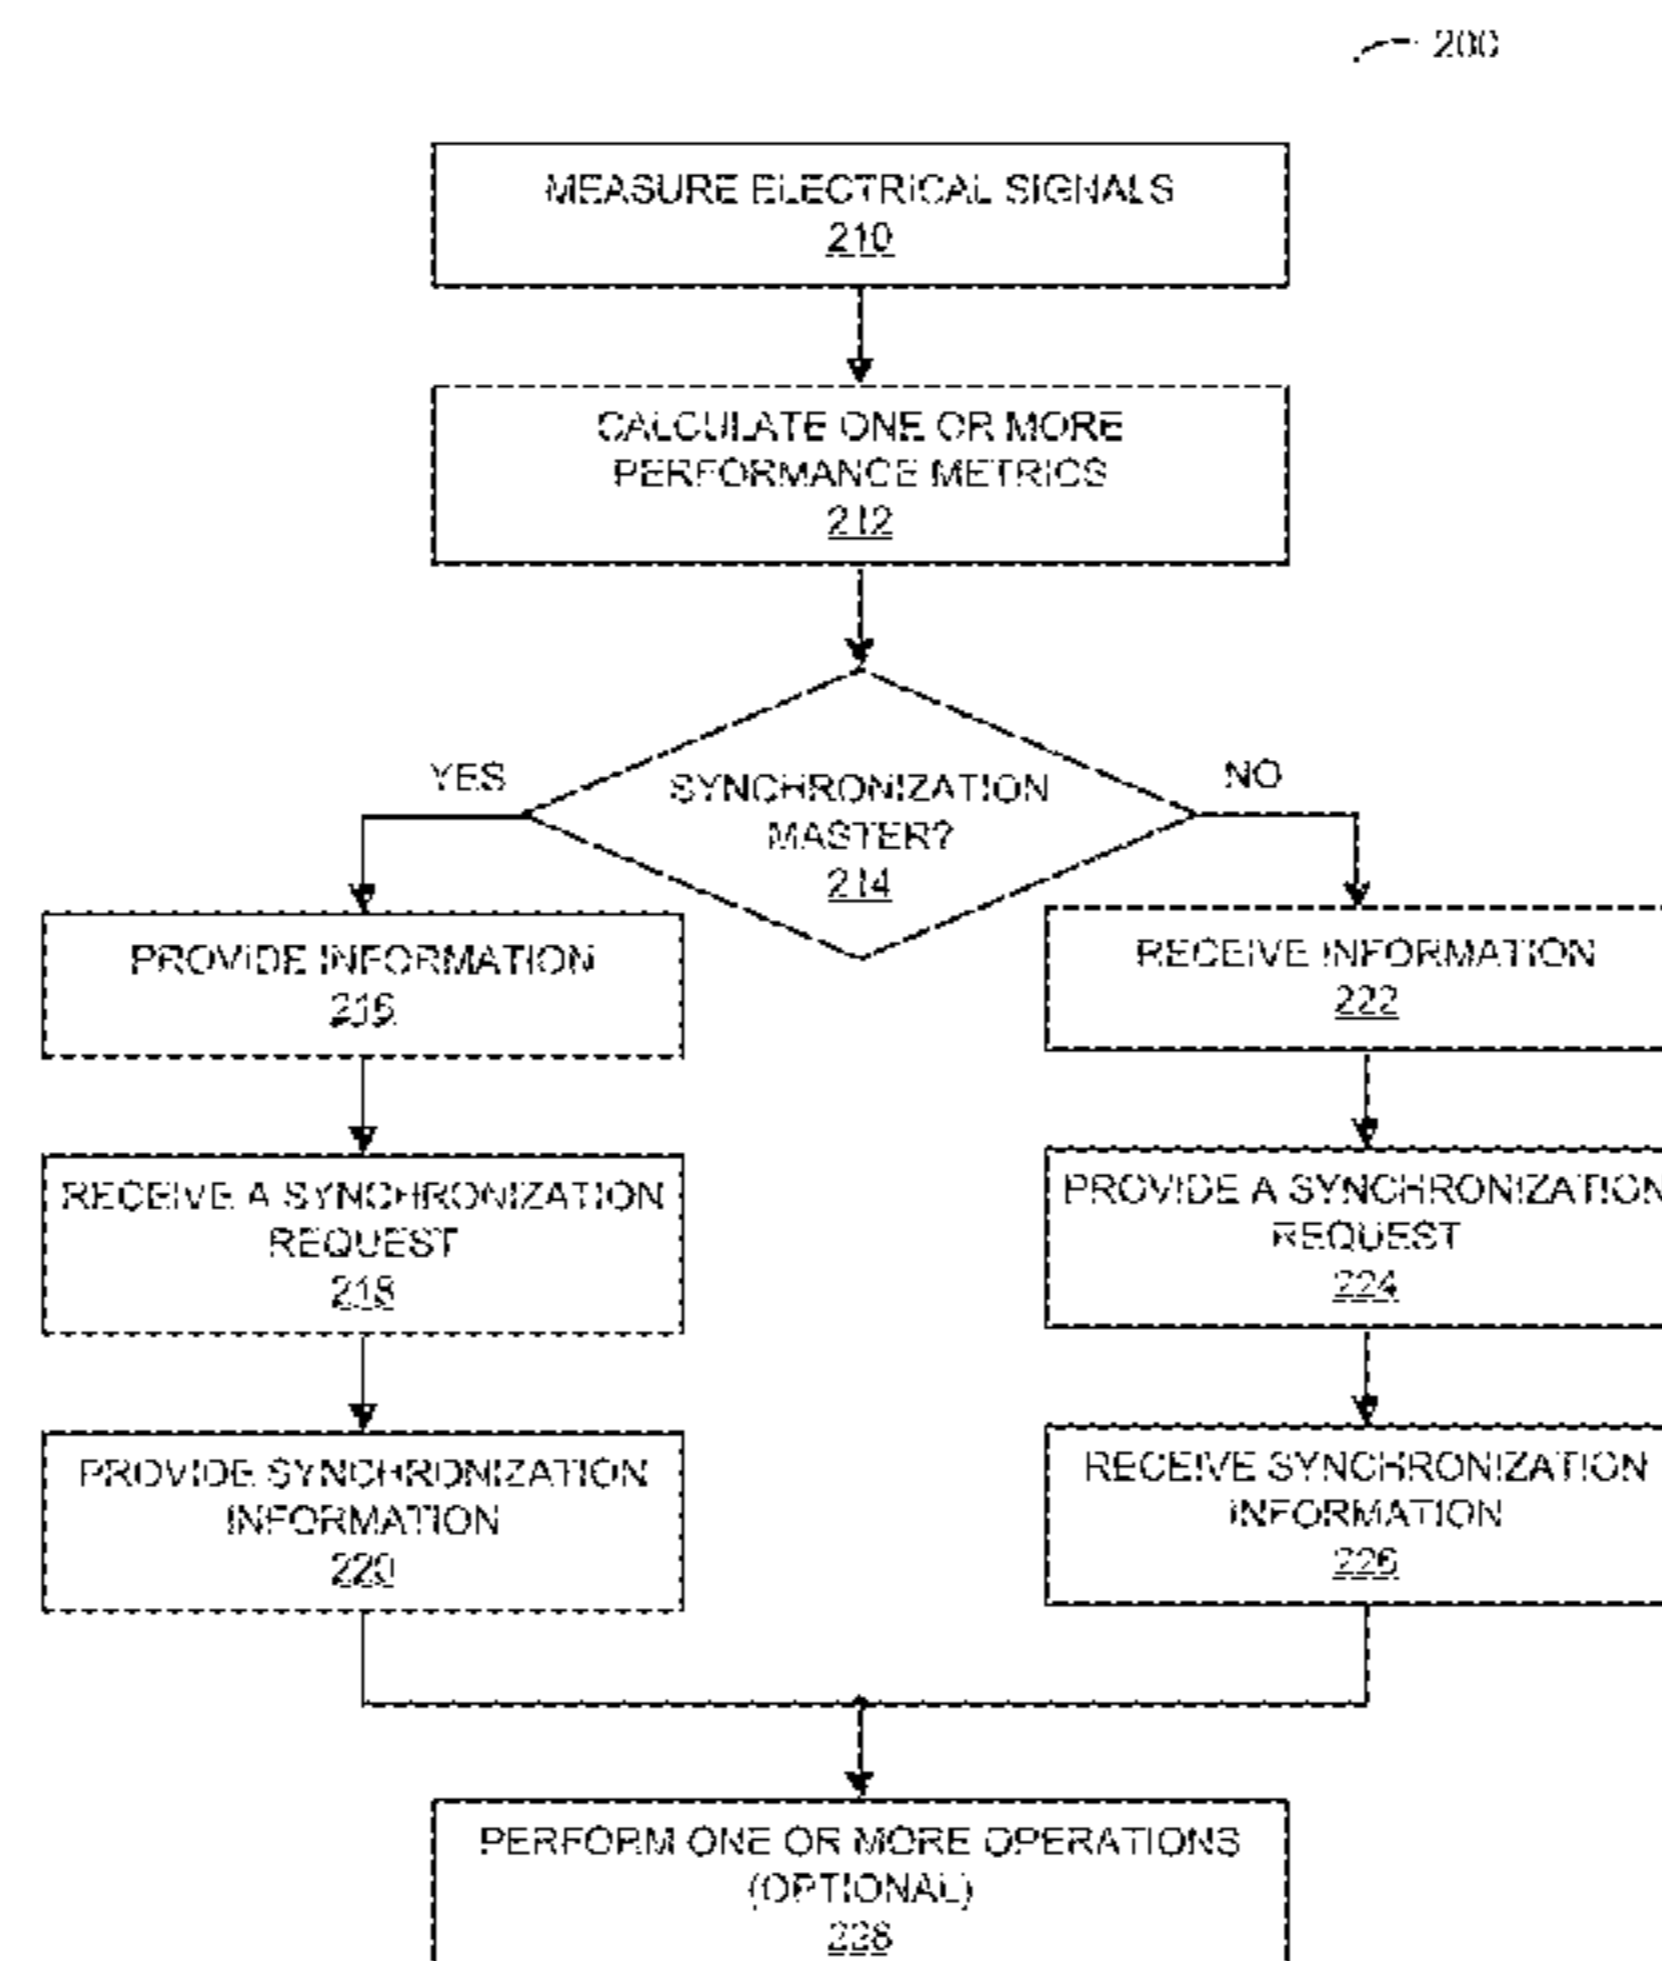 200
MEASURE ELECTRICAL SIGNALS
210
CALCULATE ONE OR MORE
PERFORMANCE METRICS
212
SYNCHRONIZATION
MASTER?
214
YES
NO
PROVIDE INFORMATION
216
RECEIVE A SYNCHRONIZATION
REQUEST
218
PROVIDE SYNCHRONIZATION
INFORMATION
220
RECEIVE INFORMATION
222
PROVIDE A SYNCHRONIZATION
REQUEST
224
RECEIVE SYNCHRONIZATION
INFORMATION
226
PERFORM ONE OR MORE OPERATIONS
(OPTIONAL)
228